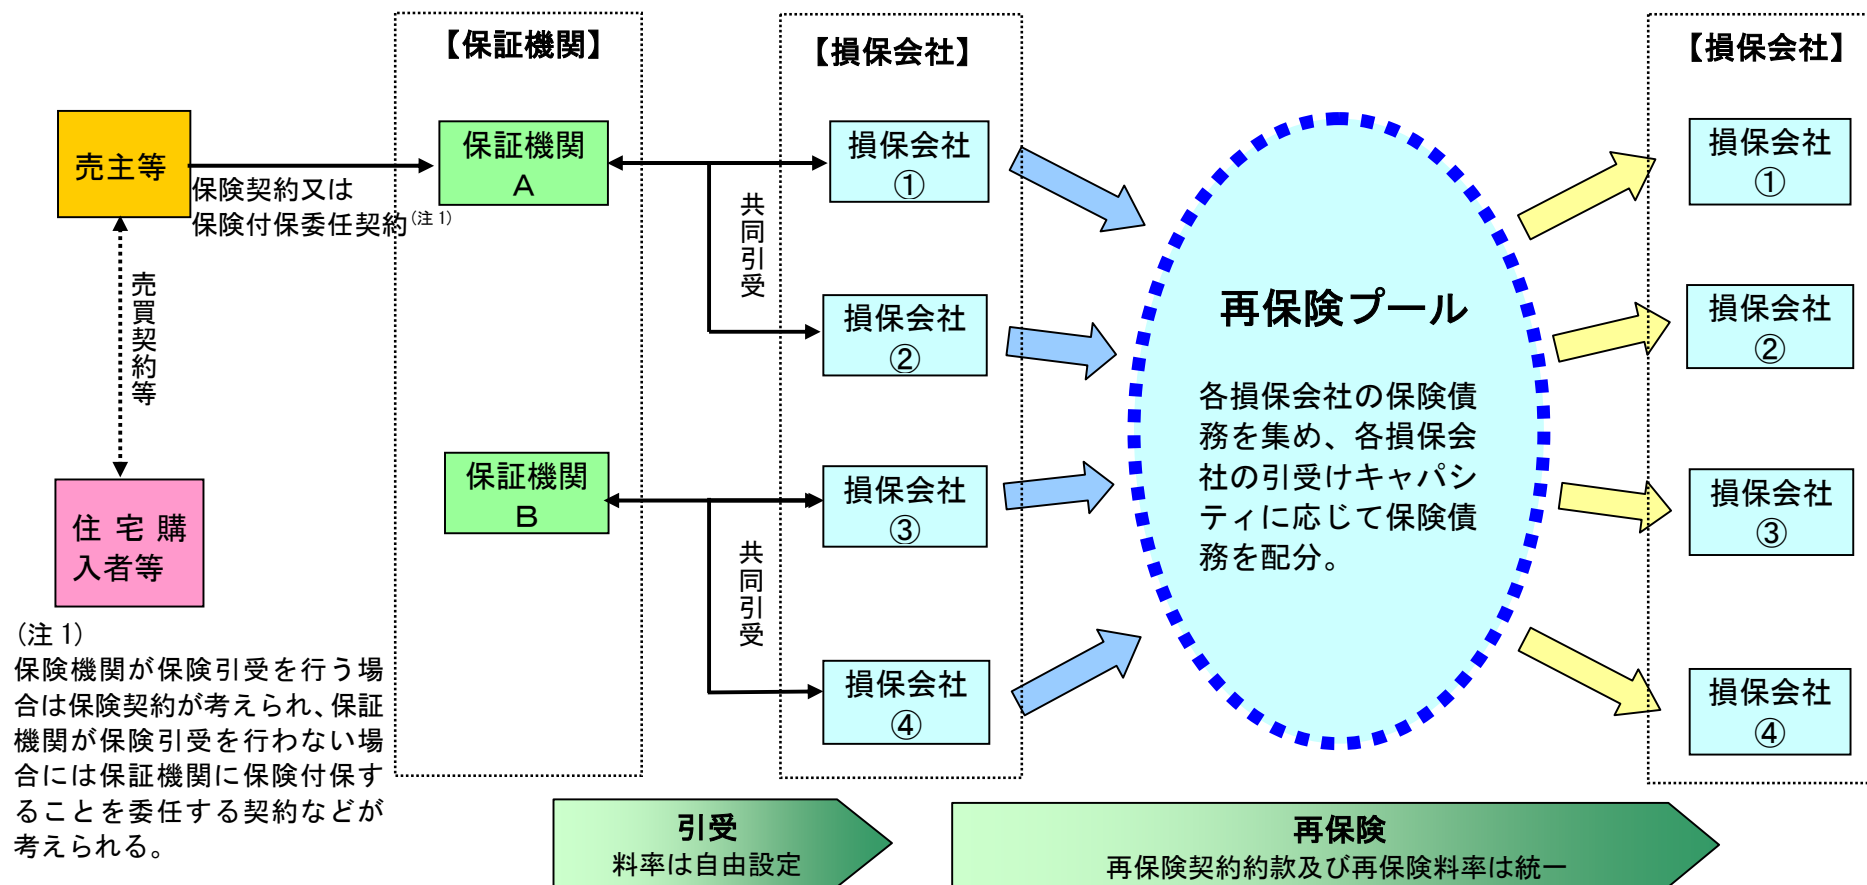 【保証機関】
【損保会社】
【損保会社】
売主等
保険契約又は
保険付保委任契約(注1)
売買契約等
住宅購
入者等
(注1)
保険機関が保険引受を行う場
合は保険契約が考えられ、保証
機関が保険引受を行わない場
合には保証機関に保険付保す
ることを委任する契約などが
考えられる。
保証機関
A
保証機関
B
共同引受
共同引受
損保会社
①
損保会社
②
損保会社
③
損保会社
④
再保険プール
各損保会社の保険債
務を集め、各損保会
社の引受けキャパシ
ティに応じて保険債
務を配分。
損保会社
①
損保会社
②
損保会社
③
損保会社
④
引受
料率は自由設定
再保険
再保険契約約款及び再保険料率は統一